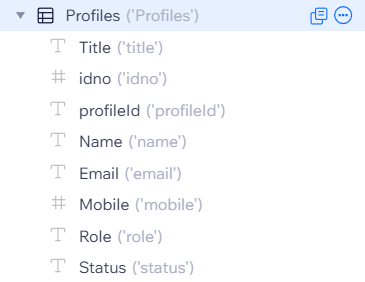 Profiles ('Profiles')
Title ('title')
idno ('idno')
profileId ('profileId')
Name ('name')
Email ('email')
Mobile ('mobile')
Role ('role')
Status ('status')